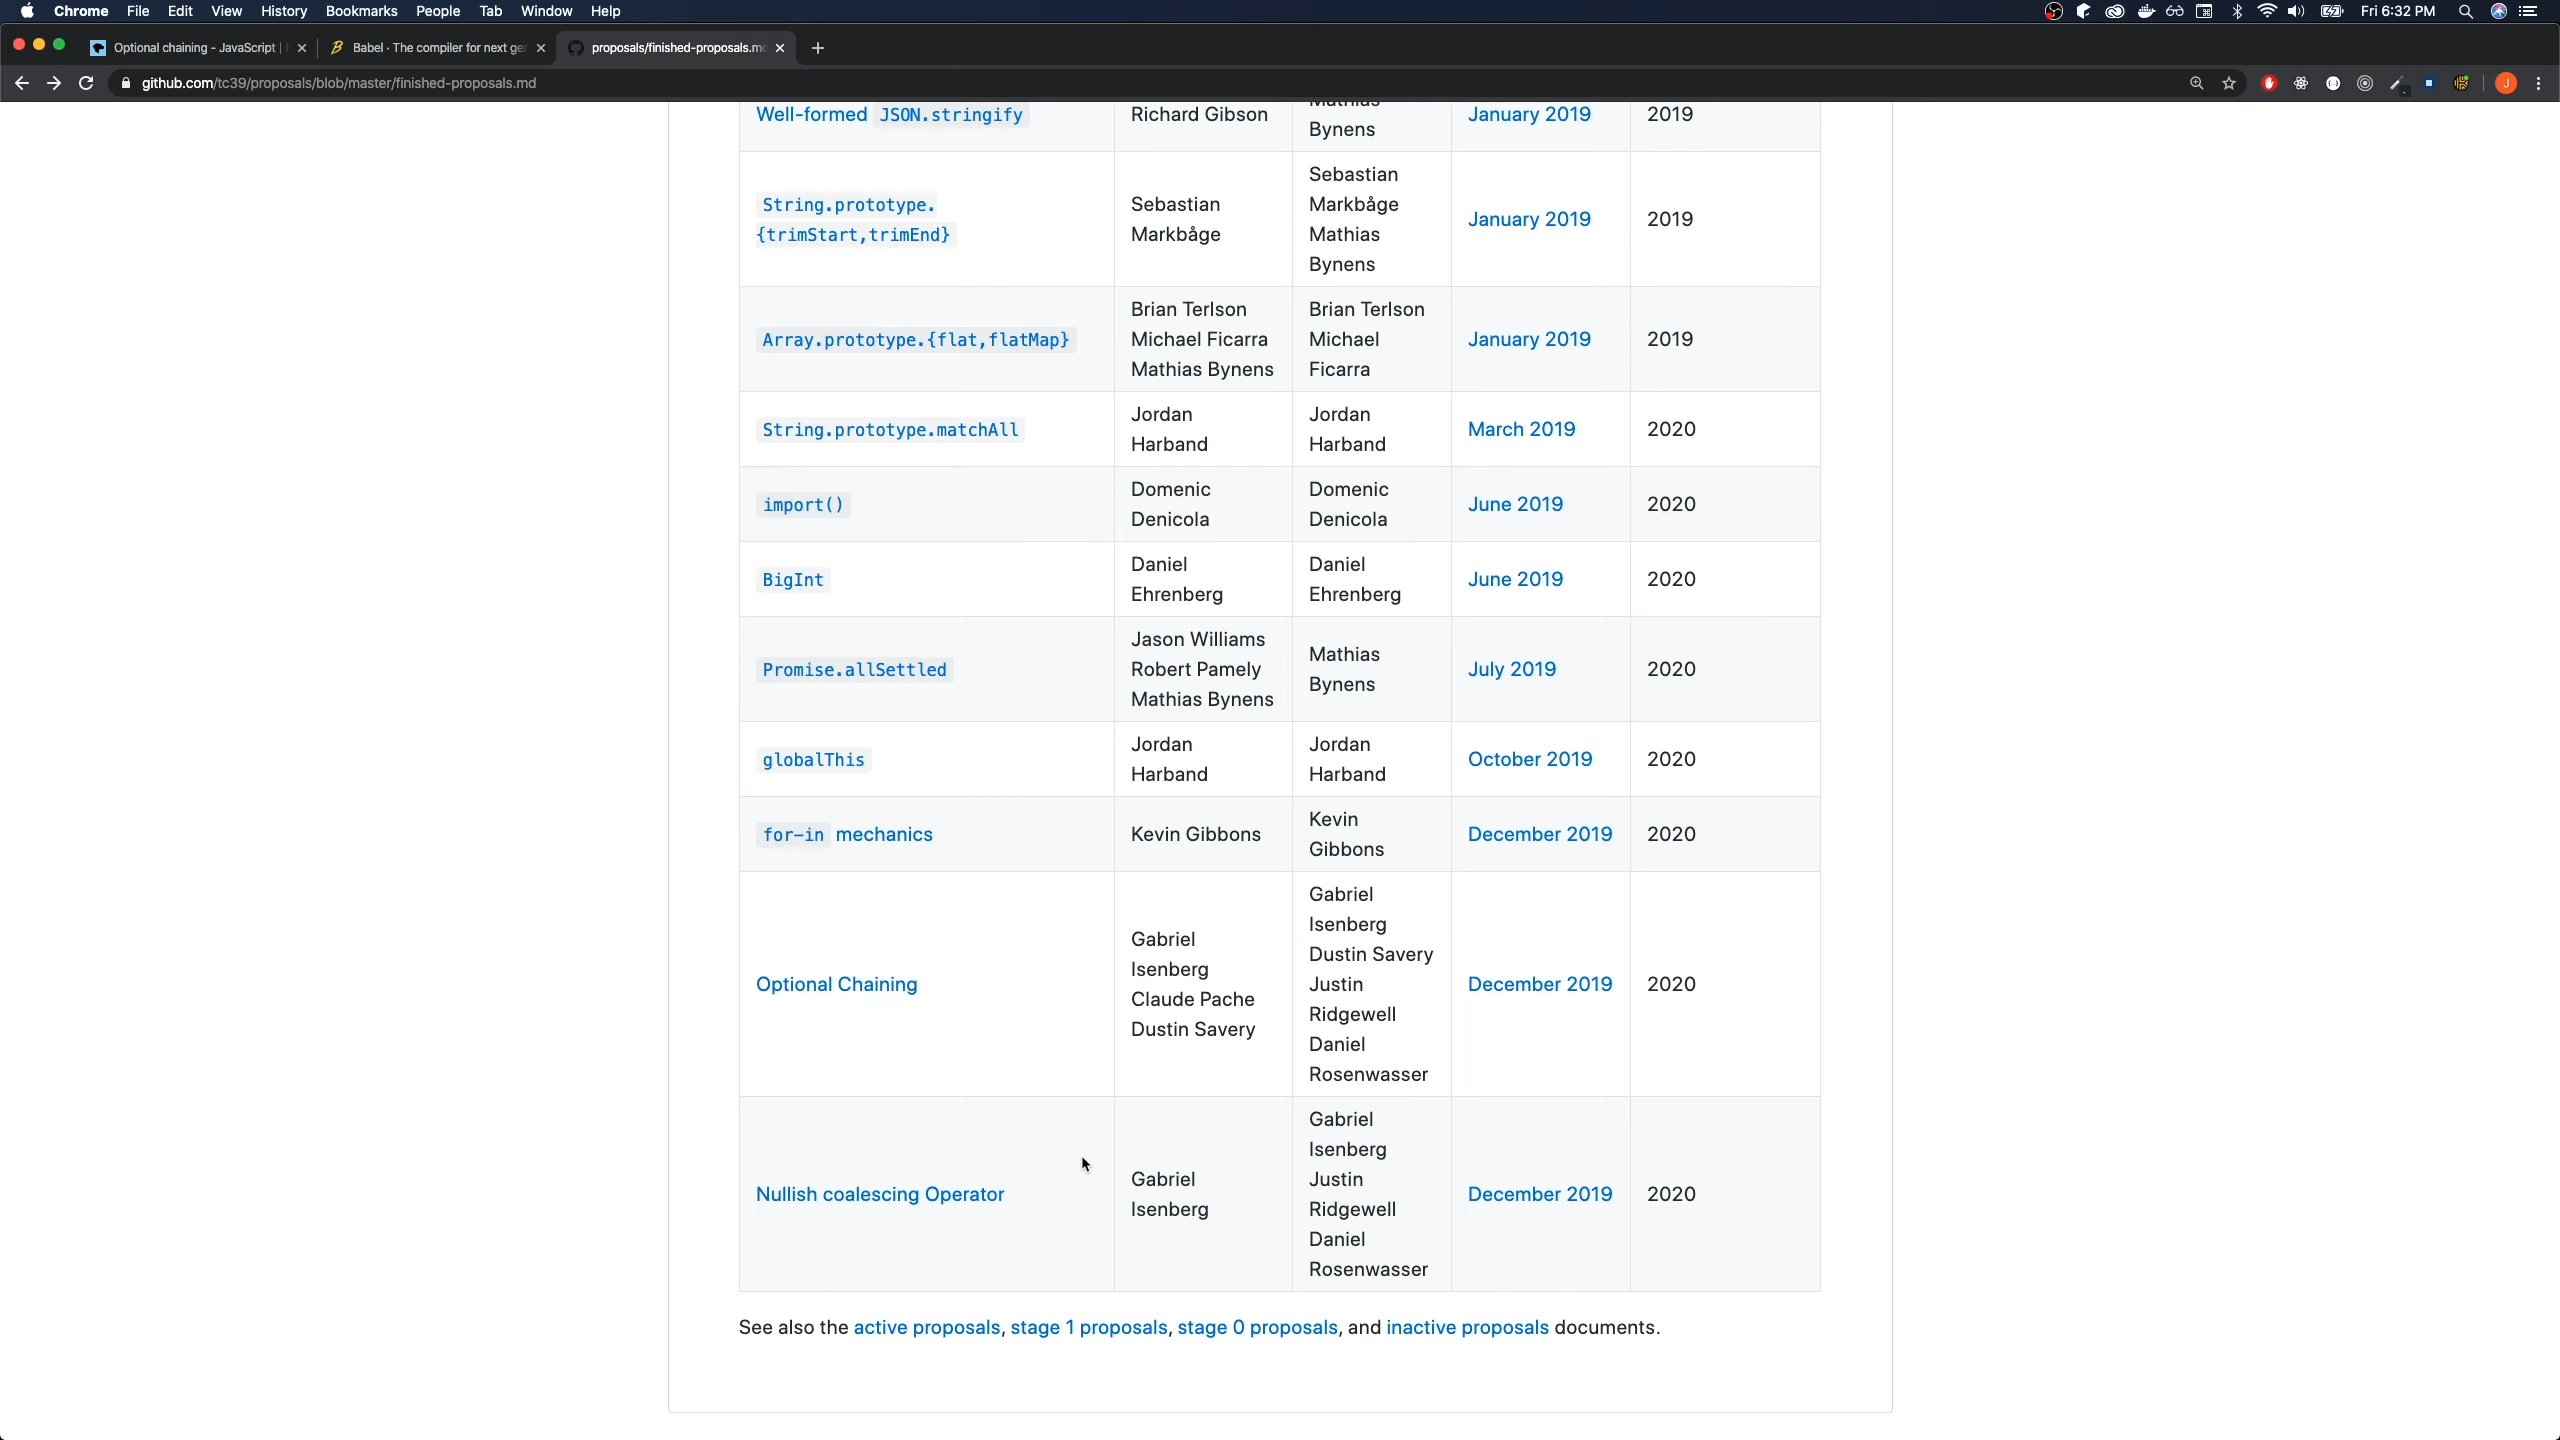 Chrome File Edit View History Bookmarks People Tab Window Help Fri 6:32 PM
Optional chaining - JavaScript | Babel · The compiler for next ge proposals/finished-proposals.m
github.com/tc39/proposals/blob/master/finished-proposals.md J
Well-formed JSON.stringify Richard Gibson Mathias
Bynens January 2019 2019
String.prototype.
{trimStart,trimEnd} Sebastian
Markbåge Sebastian
Markbåge
Mathias
Bynens January 2019 2019
Array.prototype.{flat,flatMap} Brian Terlson
Michael Ficarra
Mathias Bynens Brian Terlson
Michael
Ficarra January 2019 2019
String.prototype.matchAll Jordan
Harband Jordan
Harband March 2019 2020
import() Domenic
Denicola Domenic
Denicola June 2019 2020
BigInt Daniel
Ehrenberg Daniel
Ehrenberg June 2019 2020
Promise.allSettled Jason Williams
Robert Pamely
Mathias Bynens Mathias
Bynens July 2019 2020
globalThis Jordan
Harband Jordan
Harband October 2019 2020
for-in mechanics Kevin Gibbons Kevin
Gibbons December 2019 2020
Optional Chaining Gabriel
Isenberg
Claude Pache
Dustin Savery Gabriel
Isenberg
Dustin Savery
Justin
Ridgewell
Daniel
Rosenwasser December 2019 2020
Nullish coalescing Operator Gabriel
Isenberg Gabriel
Isenberg
Justin
Ridgewell
Daniel
Rosenwasser December 2019 2020
See also the active proposals, stage 1 proposals, stage 0 proposals, and inactive proposals documents.